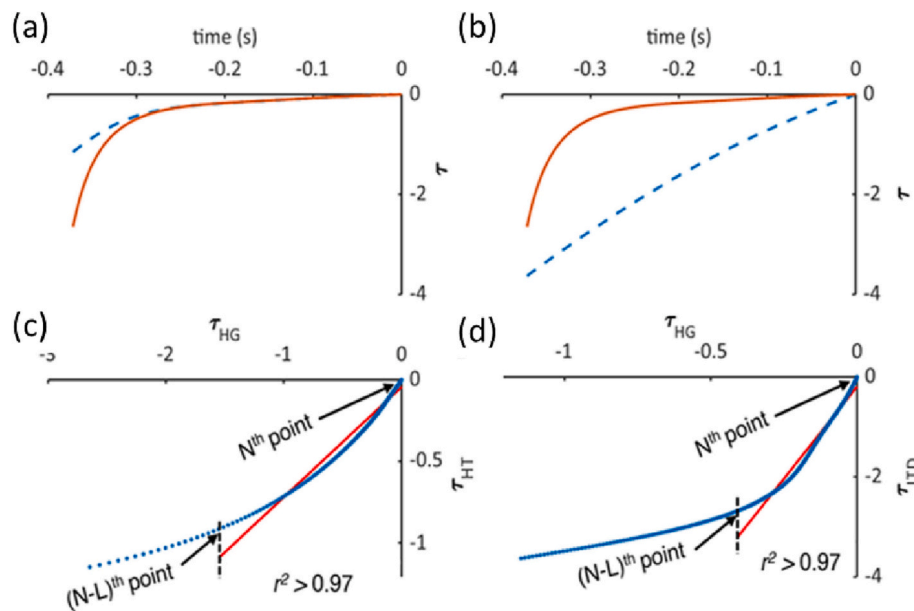 (a)
time (s)
-0.4 -0.3 -0.2 -0.1 0
0
-2
-4
τ
(b)
time (s)
-0.4 -0.3 -0.2 -0.1 0
0
-2
-4
τ
(c)
τHG
-2 -1 0
0
-0.5
-1
τHT
Nth point
(N-L)th point
r² > 0.97
(d)
τHG
-1 -0.5 0
0
-2
-4
τITD
Nth point
(N-L)th point
r² > 0.97